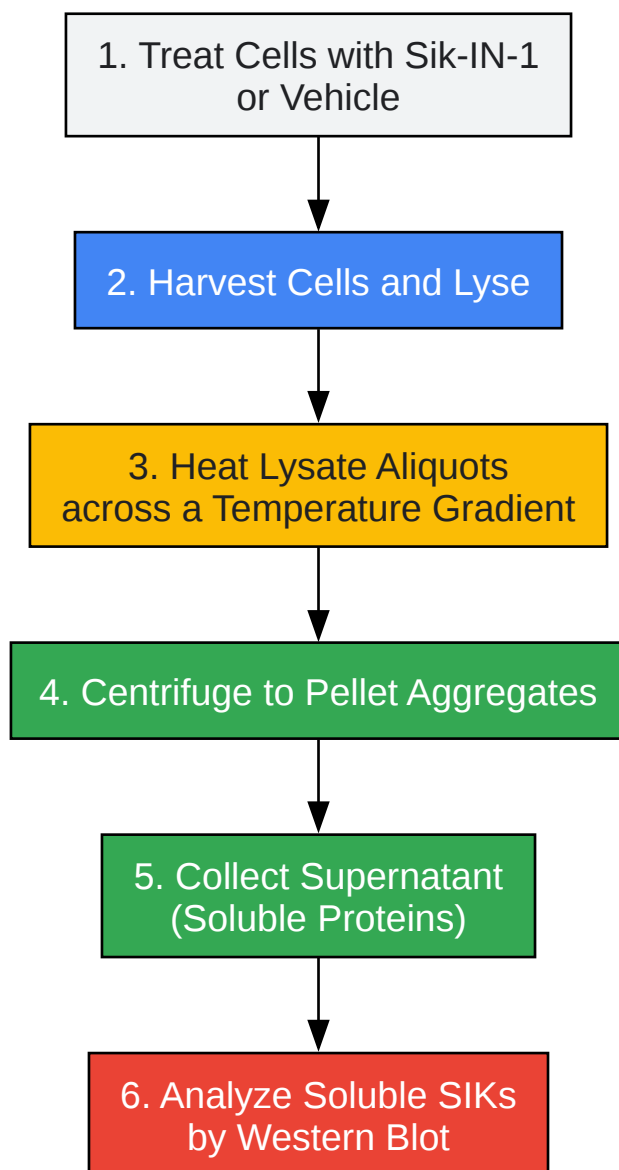 1. Treat Cells with Sik-IN-1
or Vehicle
2. Harvest Cells and Lyse
3. Heat Lysate Aliquots
across a Temperature Gradient
4. Centrifuge to Pellet Aggregates
5. Collect Supernatant
(Soluble Proteins)
6. Analyze Soluble SIKs
by Western Blot